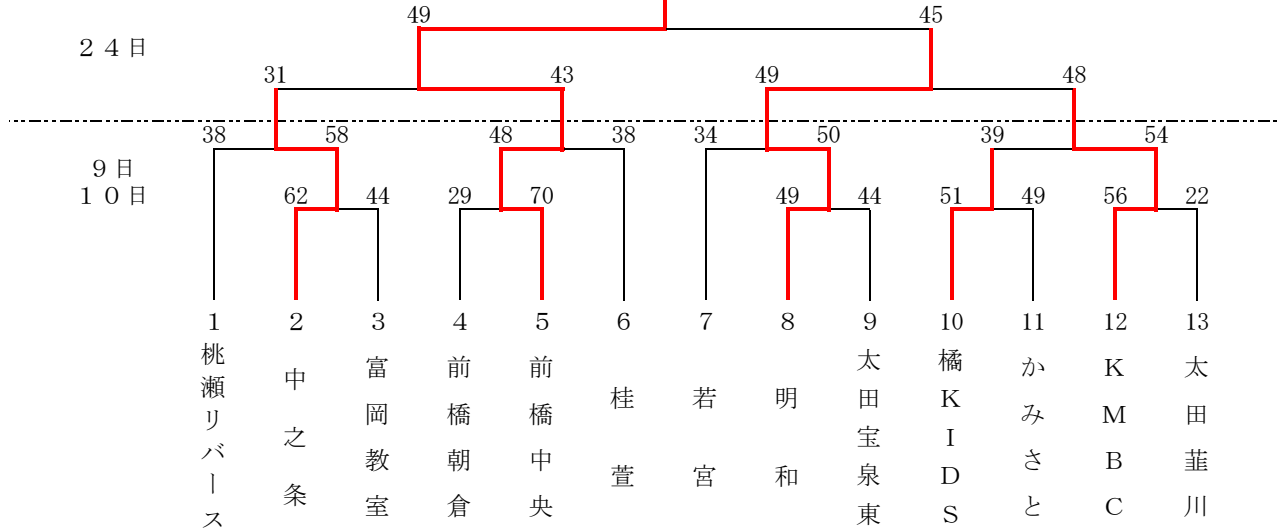 49 45
２４日
31 43 49 48
38 58 48 38 34 50 39 54
９日
１０日
62 44 29 70 49 44 51 49 56 22
1 2 3 4 5 6 7 8 9 10 11 12 13
桃瀬リバース
中之条
富岡教室
前橋朝倉
前橋中央
桂萱
若宮
明和
太田宝泉東
橘ＫＩＤＳ
かみさと
ＫＭＢＣ
太田韮川